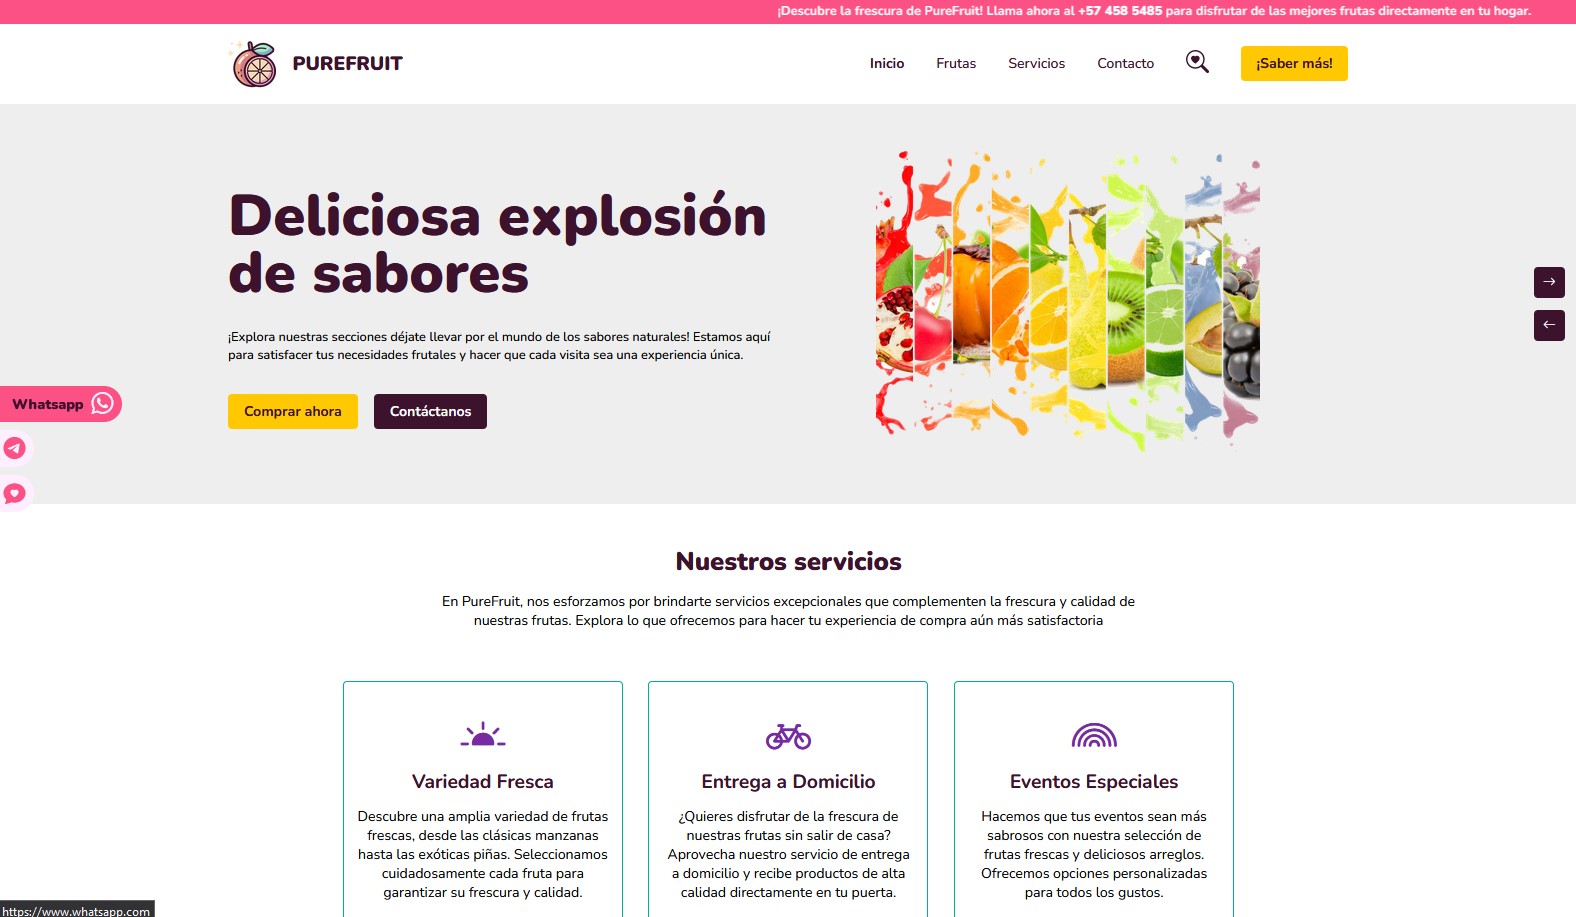 ¡Descubre la frescura de PureFruit! Llama ahora al +57 458 5485 para disfrutar de las mejores frutas directamente en tu hogar.
PUREFRUIT
Inicio
Frutas
Servicios
Contacto
¡Saber más!
Deliciosa explosión
de sabores
¡Explora nuestras secciones déjate llevar por el mundo de los sabores naturales! Estamos aquí
para satisfacer tus necesidades frutales y hacer que cada visita sea una experiencia única.
Whatsapp
Comprar ahora
Contáctanos
Nuestros servicios
En PureFruit, nos esforzamos por brindarte servicios excepcionales que complementen la frescura y calidad de
nuestras frutas. Explora lo que ofrecemos para hacer tu experiencia de compra aún más satisfactoria
Variedad Fresca
Descubre una amplia variedad de frutas
frescas, desde las clásicas manzanas
hasta las exóticas piñas. Seleccionamos
cuidadosamente cada fruta para
garantizar su frescura y calidad.
Entrega a Domicilio
¿Quieres disfrutar de la frescura de
nuestras frutas sin salir de casa?
Aprovecha nuestro servicio de entrega
a domicilio y recibe productos de alta
calidad directamente en tu puerta.
Eventos Especiales
Hacemos que tus eventos sean más
sabrosos con nuestra selección de
frutas frescas y deliciosos arreglos.
Ofrecemos opciones personalizadas
para todos los gustos.
https://www.whatsapp.com